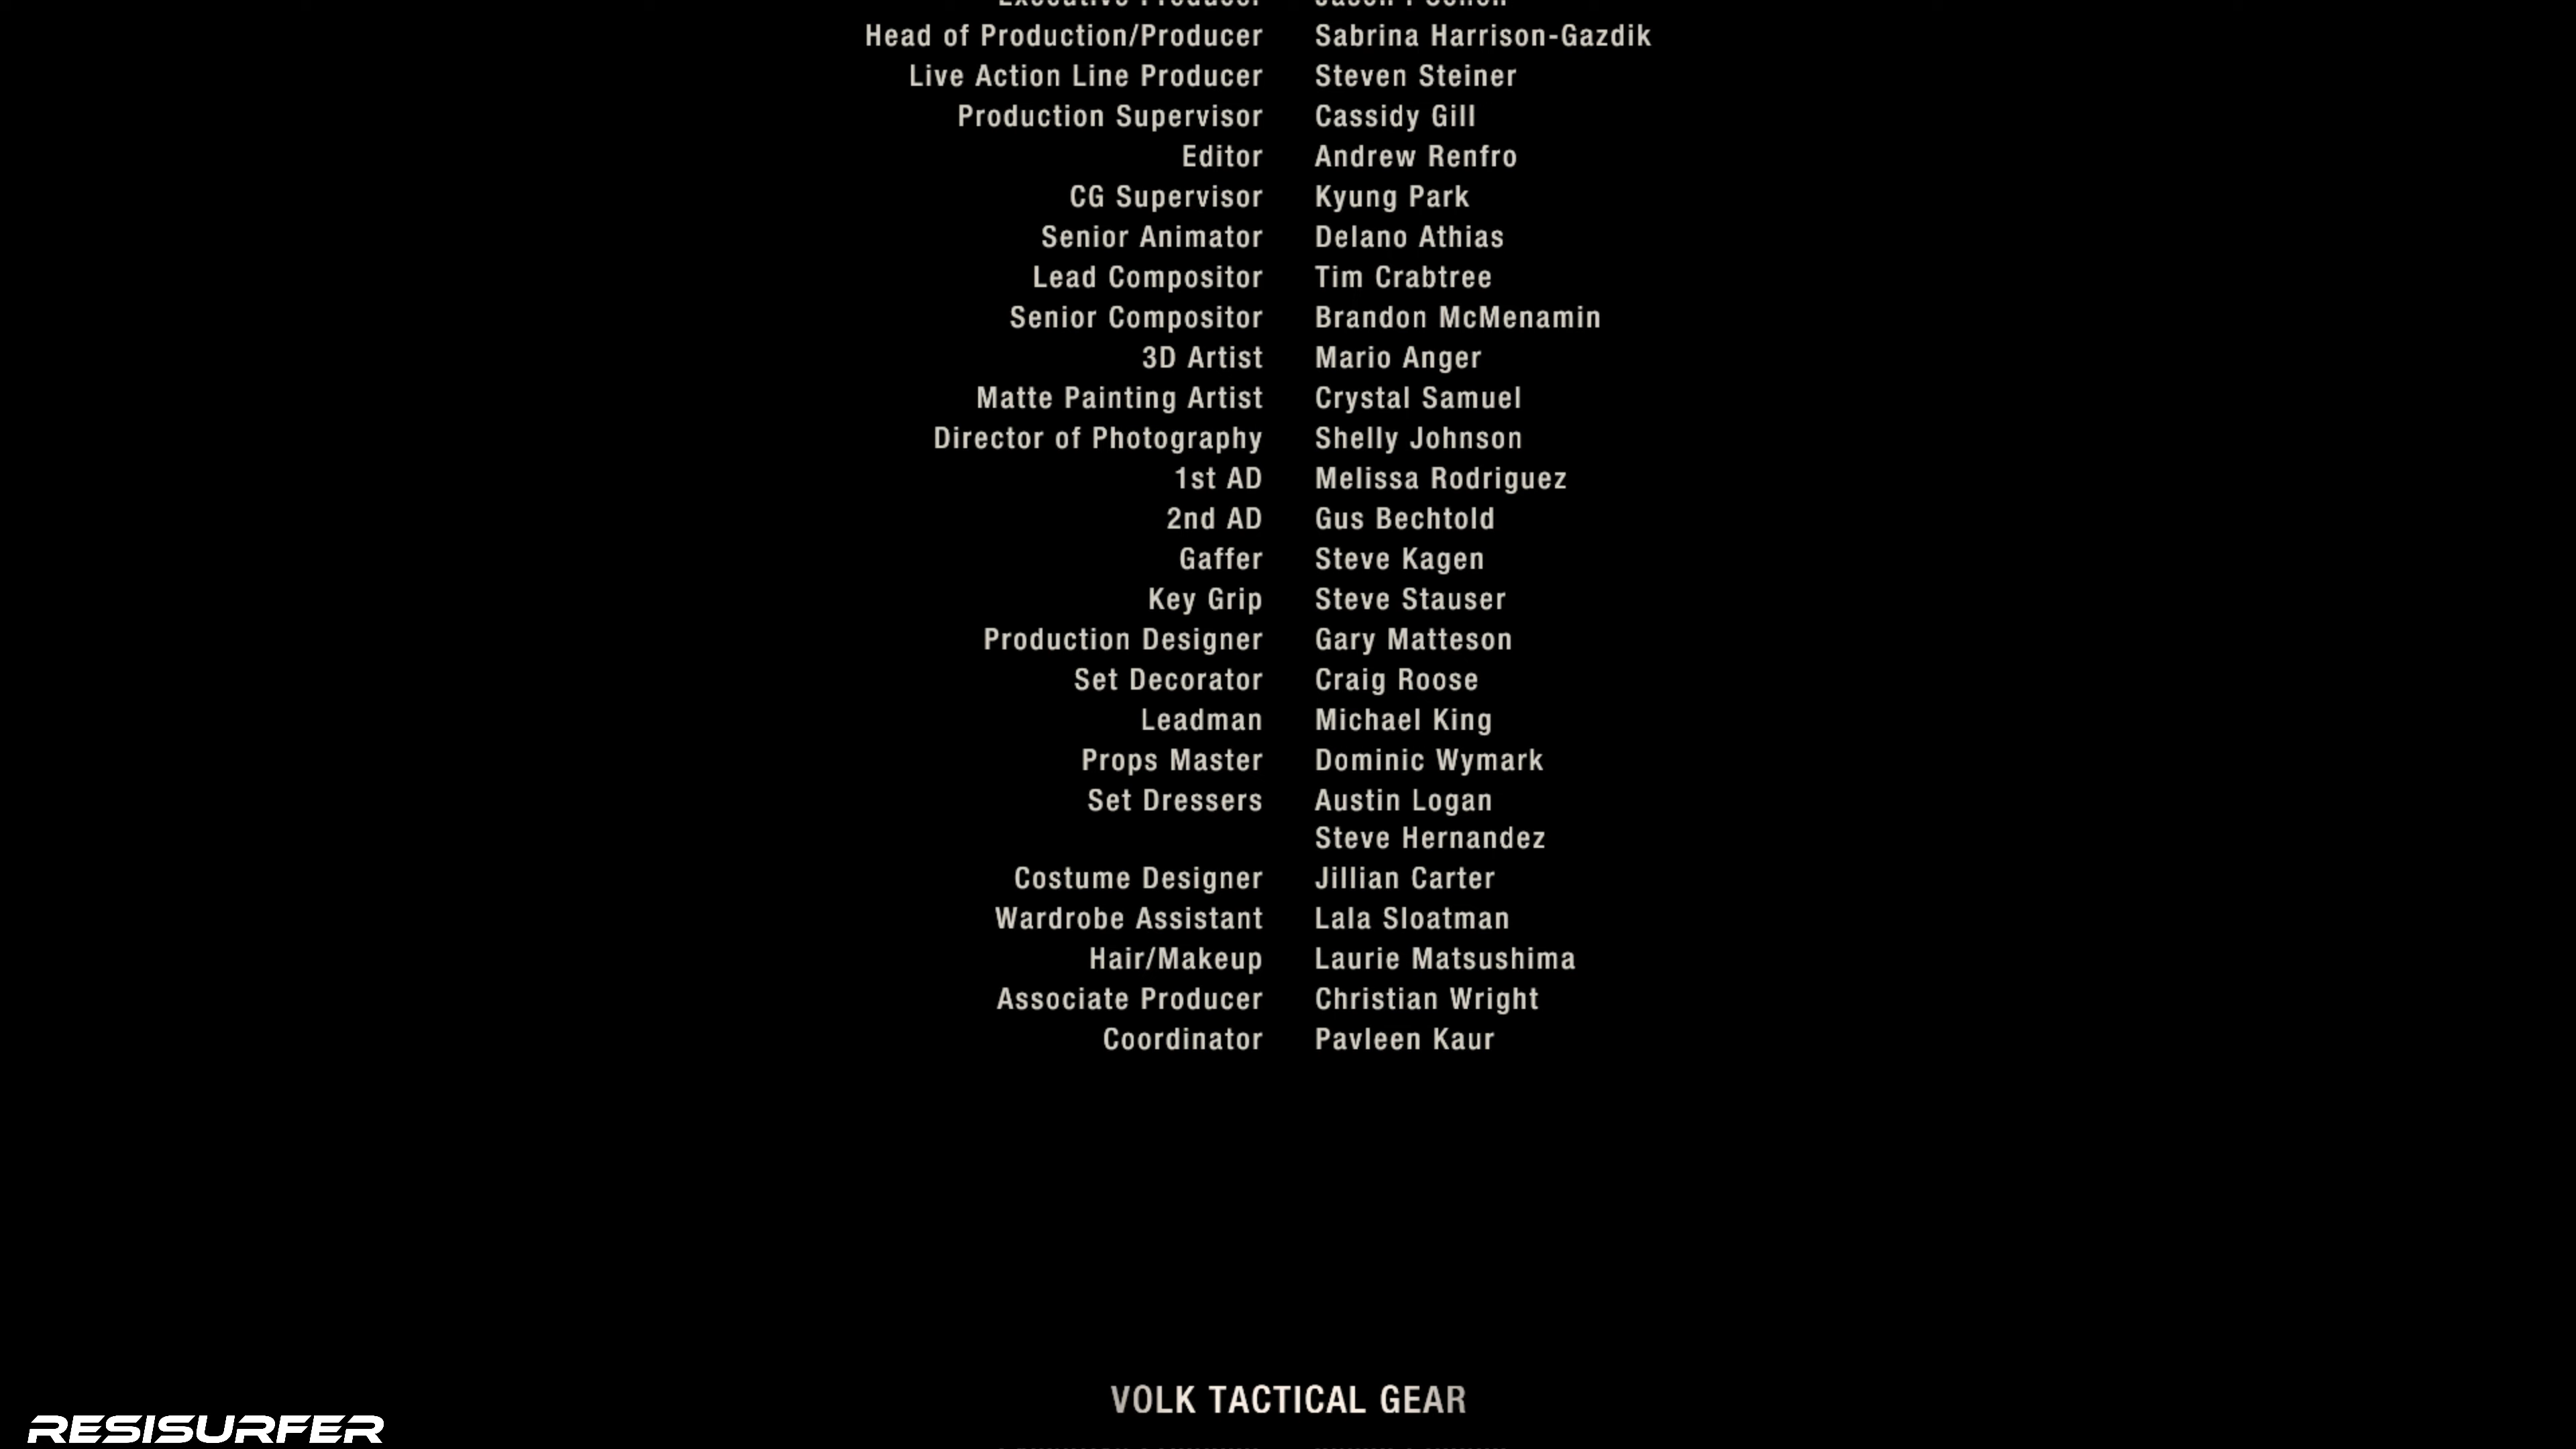 Executive Producer
Head of Production/Producer Sabrina Harrison-Gazdik
Live Action Line Producer Steven Steiner
Production Supervisor Cassidy Gill
Editor Andrew Renfro
CG Supervisor Kyung Park
Senior Animator Delano Athias
Lead Compositor Tim Crabtree
Senior Compositor Brandon McMenamin
3D Artist Mario Anger
Matte Painting Artist Crystal Samuel
Director of Photography Shelly Johnson
1st AD Melissa Rodriguez
2nd AD Gus Bechtold
Gaffer Steve Kagen
Key Grip Steve Stauser
Production Designer Gary Matteson
Set Decorator Craig Roose
Leadman Michael King
Props Master Dominic Wymark
Set Dressers Austin Logan
Steve Hernandez
Costume Designer Jillian Carter
Wardrobe Assistant Lala Sloatman
Hair/Makeup Laurie Matsushima
Associate Producer Christian Wright
Coordinator Pavleen Kaur
VOLK TACTICAL GEAR
RESISURFER